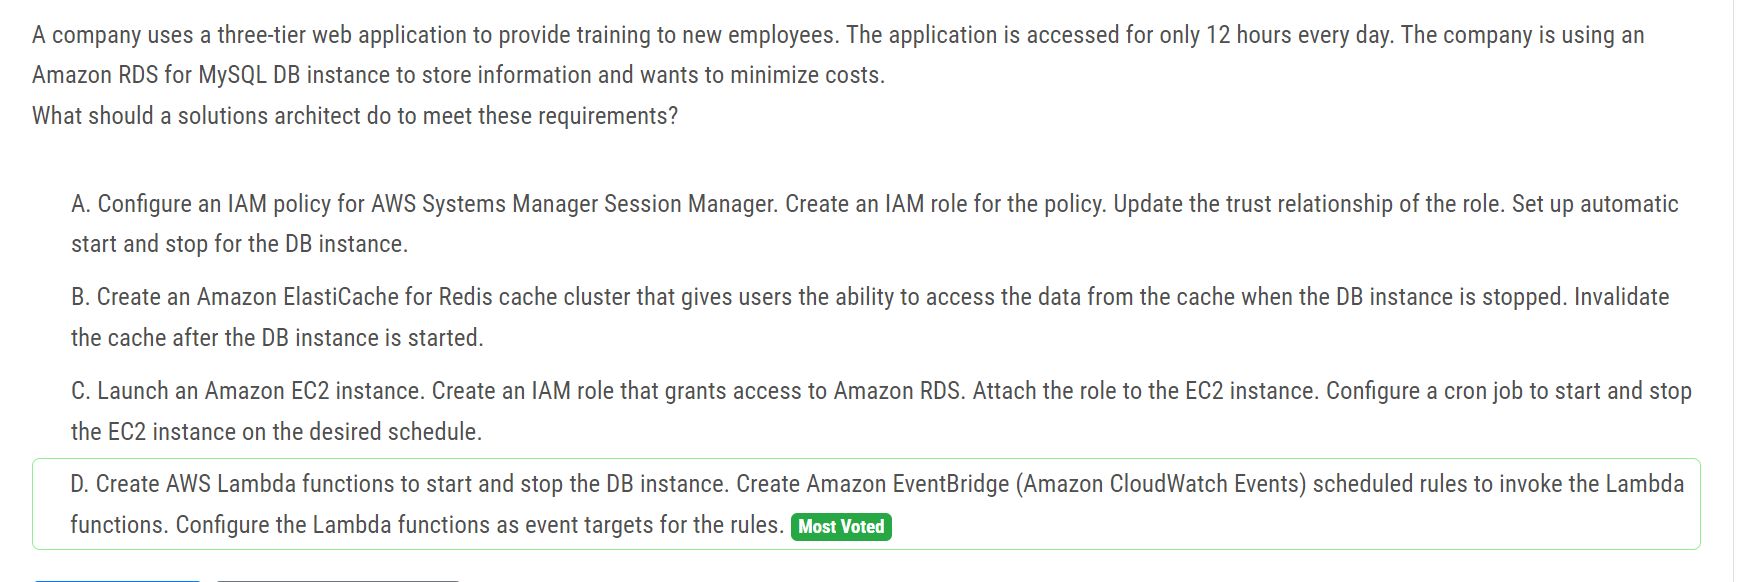 A company uses a three-tier web application to provide training to new employees. The application is accessed for only 12 hours every day. The company is using an
Amazon RDS for MySQL DB instance to store information and wants to minimize costs.
What should a solutions architect do to meet these requirements?
A. Configure an IAM policy for AWS Systems Manager Session Manager. Create an IAM role for the policy. Update the trust relationship of the role. Set up automatic
start and stop for the DB instance.
B. Create an Amazon ElastiCache for Redis cache cluster that gives users the ability to access the data from the cache when the DB instance is stopped. Invalidate
the cache after the DB instance is started.
C. Launch an Amazon EC2 instance. Create an IAM role that grants access to Amazon RDS. Attach the role to the EC2 instance. Configure a cron job to start and stop
the EC2 instance on the desired schedule.
D. Create AWS Lambda functions to start and stop the DB instance. Create Amazon EventBridge (Amazon CloudWatch Events) scheduled rules to invoke the Lambda
functions. Configure the Lambda functions as event targets for the rules. Most Voted